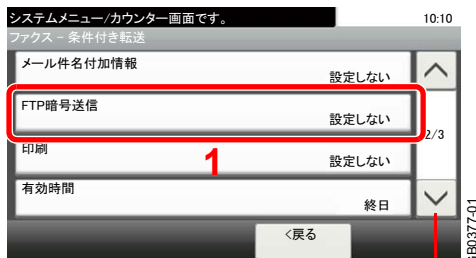 システムメニュー/カウンター画面です。
10:10
ファクス - 条件付き転送
メール件名付加情報
設定しない
FTP暗号送信
設定しない
2/3
印刷
設定しない
1
有効時間
終日
<戻る
GB0377-01